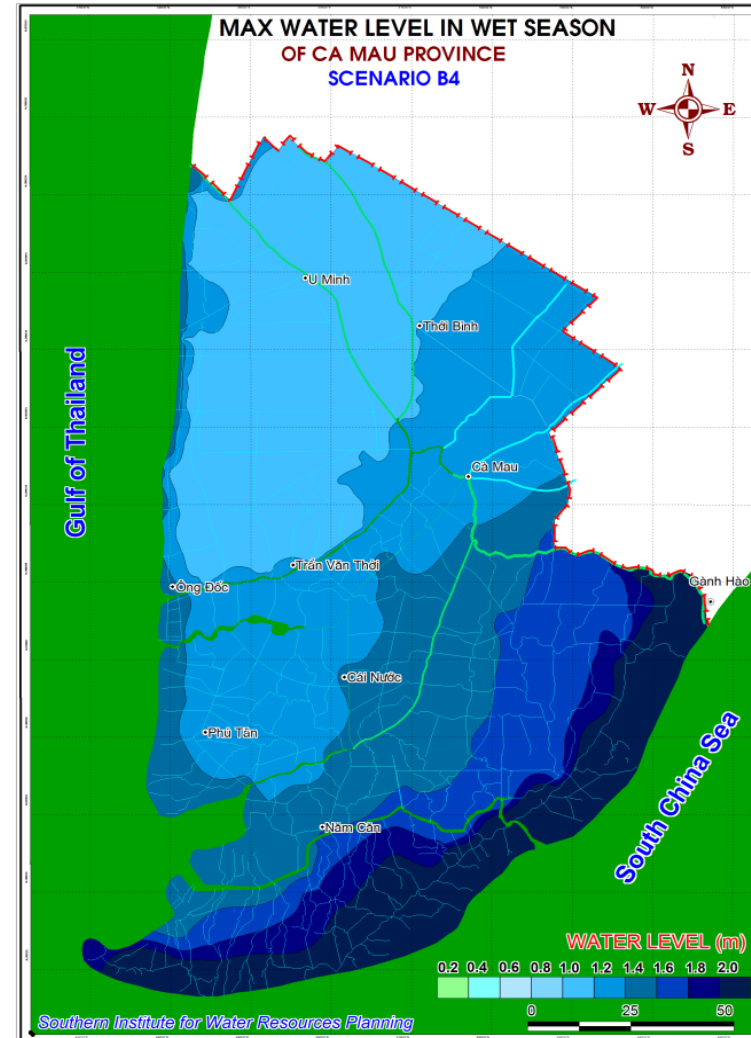 MAX WATER LEVEL IN WET SEASON
OF CA MAU PROVINCE
SCENARIO B4
N
W E
S
U Minh
Thới Bình
Gulf of Thailand
Cà Mau
Trần Văn Thời
Ông Đốc
Gành Hào
Cái Nước
Phú Tân
South China Sea
Năm Căn
WATER LEVEL (m)
0.2 0.4 0.6 0.8 1.0 1.2 1.4 1.6 1.8 2.0
0 25 50
Southern Institute for Water Resources Planning